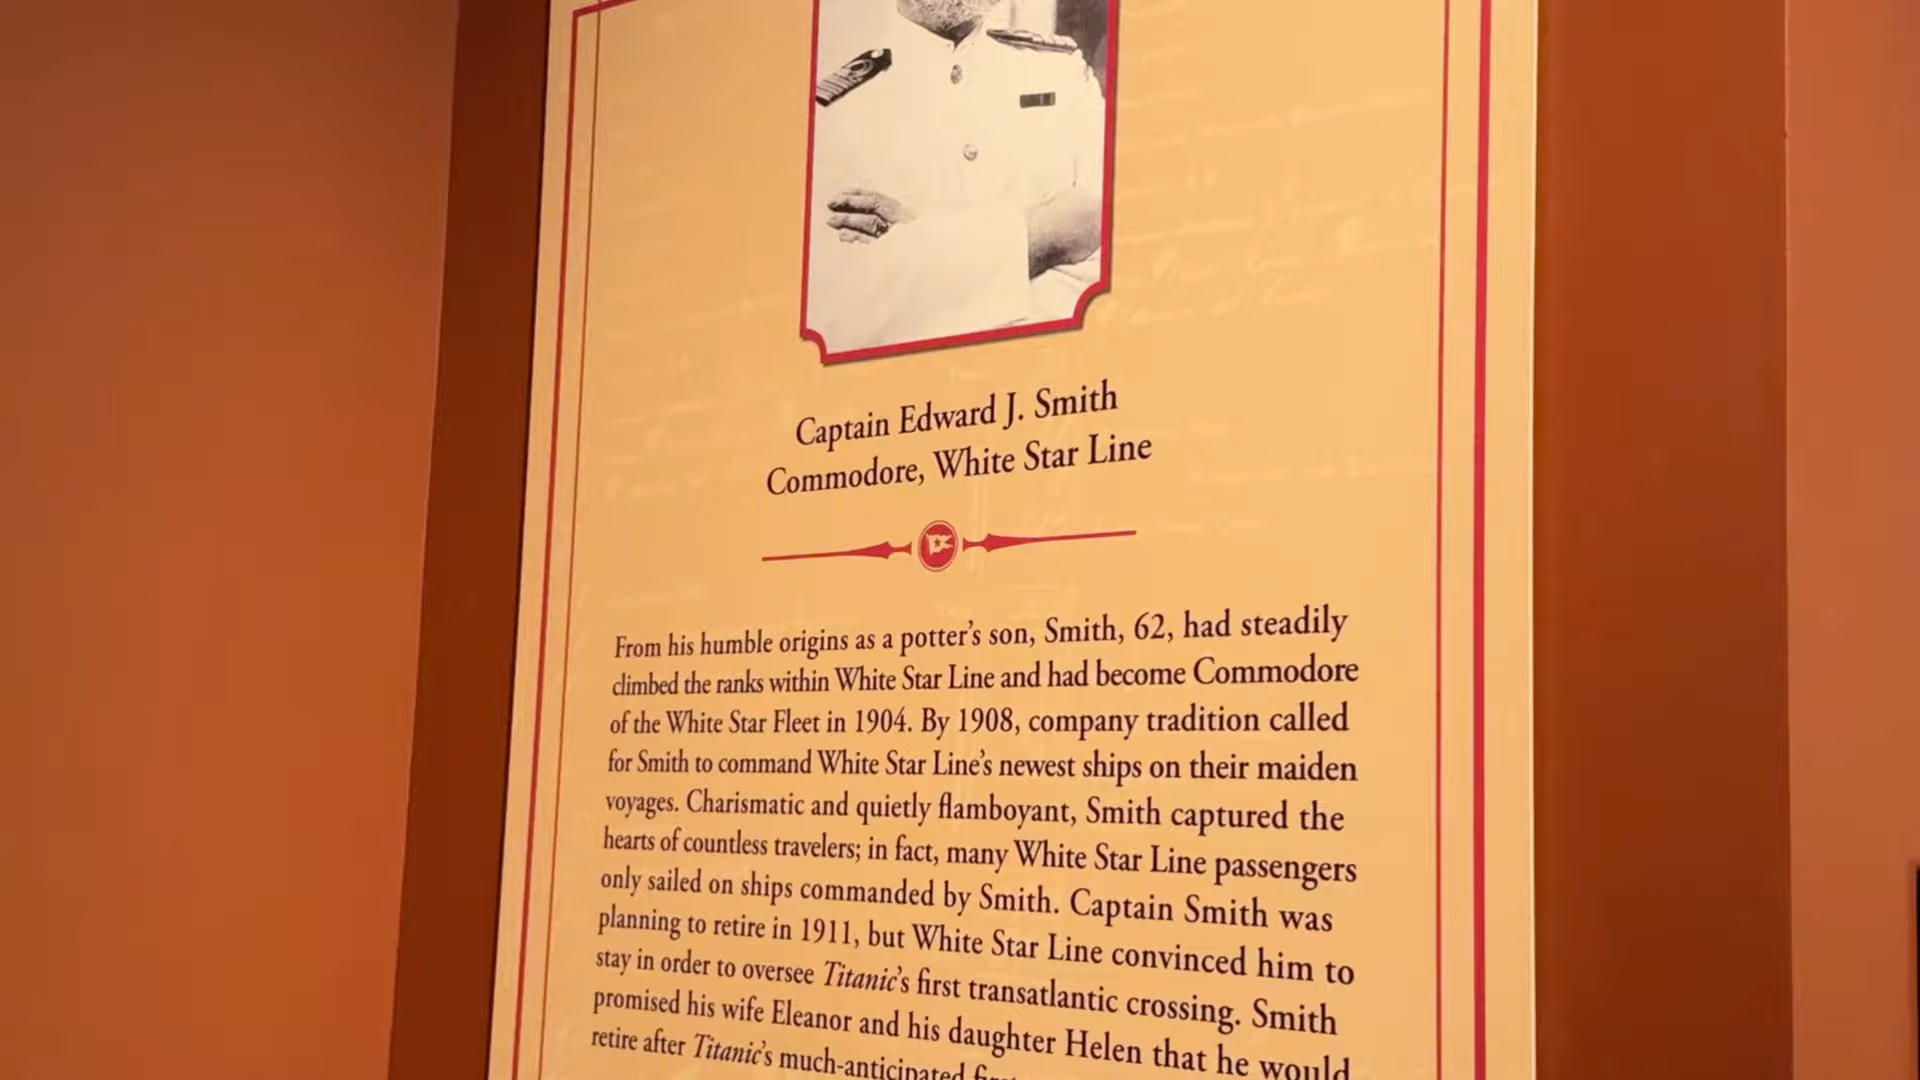 Captain Edward J. Smith
Commodore, White Star Line
From his humble origins as a potter's son, Smith, 62, had steadily
climbed the ranks within White Star Line and had become Commodore
of the White Star Fleet in 1904. By 1908, company tradition called
for Smith to command White Star Line's newest ships on their maiden
voyages. Charismatic and quietly flamboyant, Smith captured the
hearts of countless travelers; in fact, many White Star Line passengers
only sailed on ships commanded by Smith. Captain Smith was
planning to retire in 1911, but White Star Line convinced him to
stay in order to oversee Titanic's first transatlantic crossing. Smith
promised his wife Eleanor and his daughter Helen that he would
retire after Titanic's much-anticipated